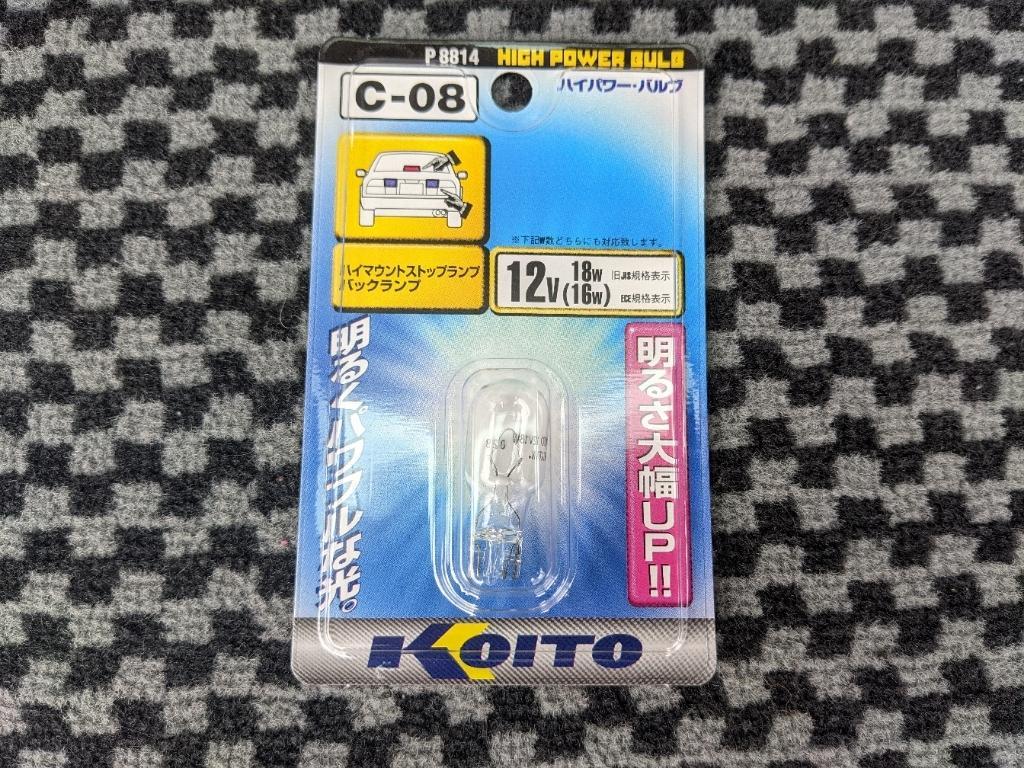 P8814 HIGH POWER BULB
C-08
ハイパワー・バルブ
※下記W数どちらにも対応致します。
ハイマウントストップランプ
バックランプ
12V 18W 旧JIS規格表示
(16W) ECE規格表示
明るくパワフルな光。
明るさ大幅UP!!
KOITO